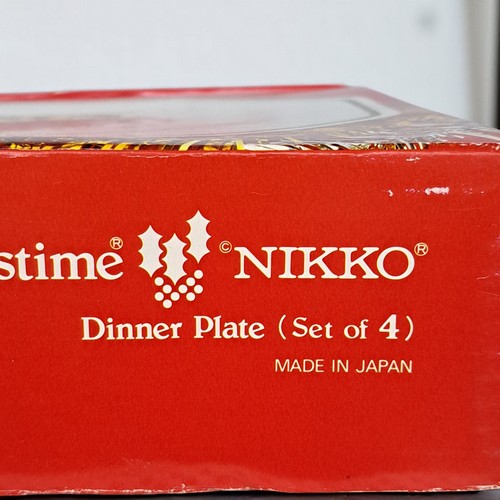 stime® ©NIKKO®
Dinner Plate (Set of 4)
MADE IN JAPAN